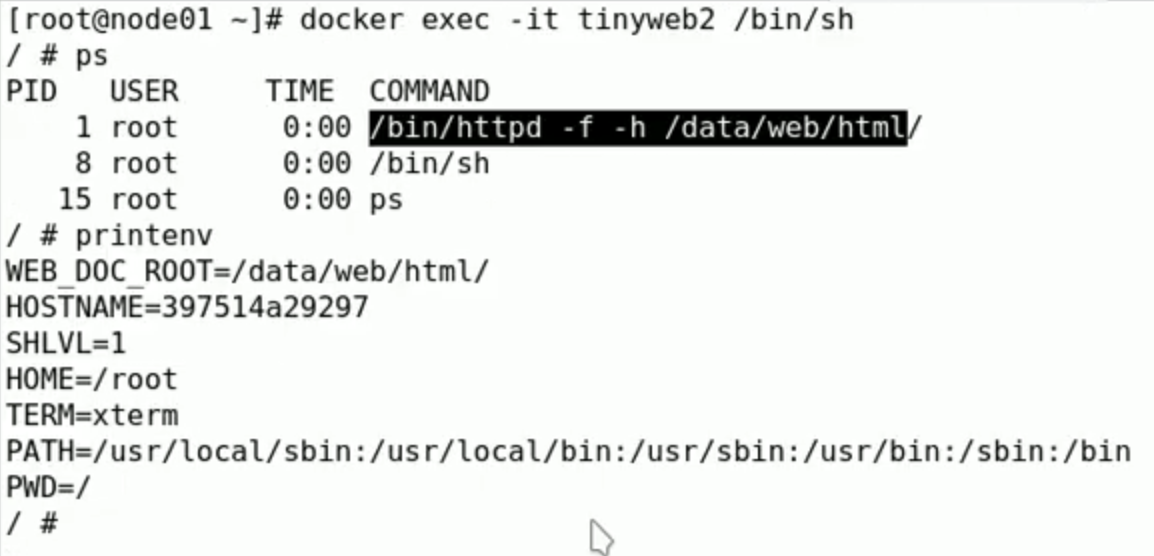 [root@node01 ~]# docker exec -it tinyweb2 /bin/sh
/ # ps
PID   USER     TIME  COMMAND
    1 root      0:00 /bin/httpd -f -h /data/web/html/
    8 root      0:00 /bin/sh
   15 root      0:00 ps
/ # printenv
WEB_DOC_ROOT=/data/web/html/
HOSTNAME=397514a29297
SHLVL=1
HOME=/root
TERM=xterm
PATH=/usr/local/sbin:/usr/local/bin:/usr/sbin:/usr/bin:/sbin:/bin
PWD=/
/ #